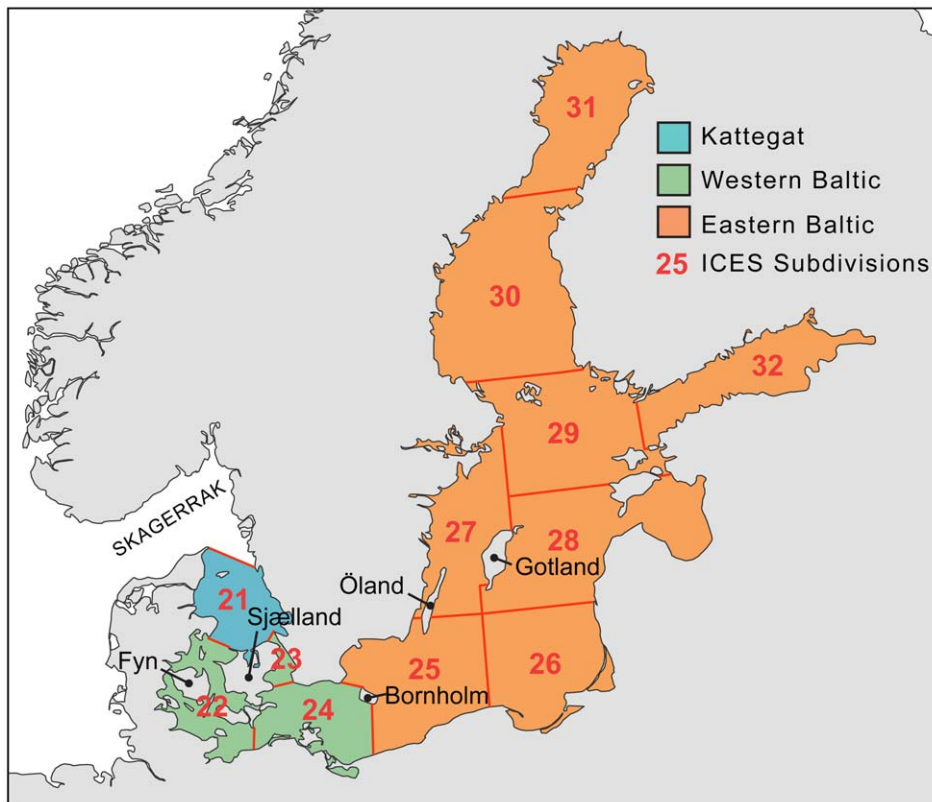 31
Kattegat
Western Baltic
Eastern Baltic
25 ICES Subdivisions
30
32
29
SKAGERRAK
27
28
Gotland
Öland
21
Sjælland
Fyn
23
25
26
22
24
Bornholm